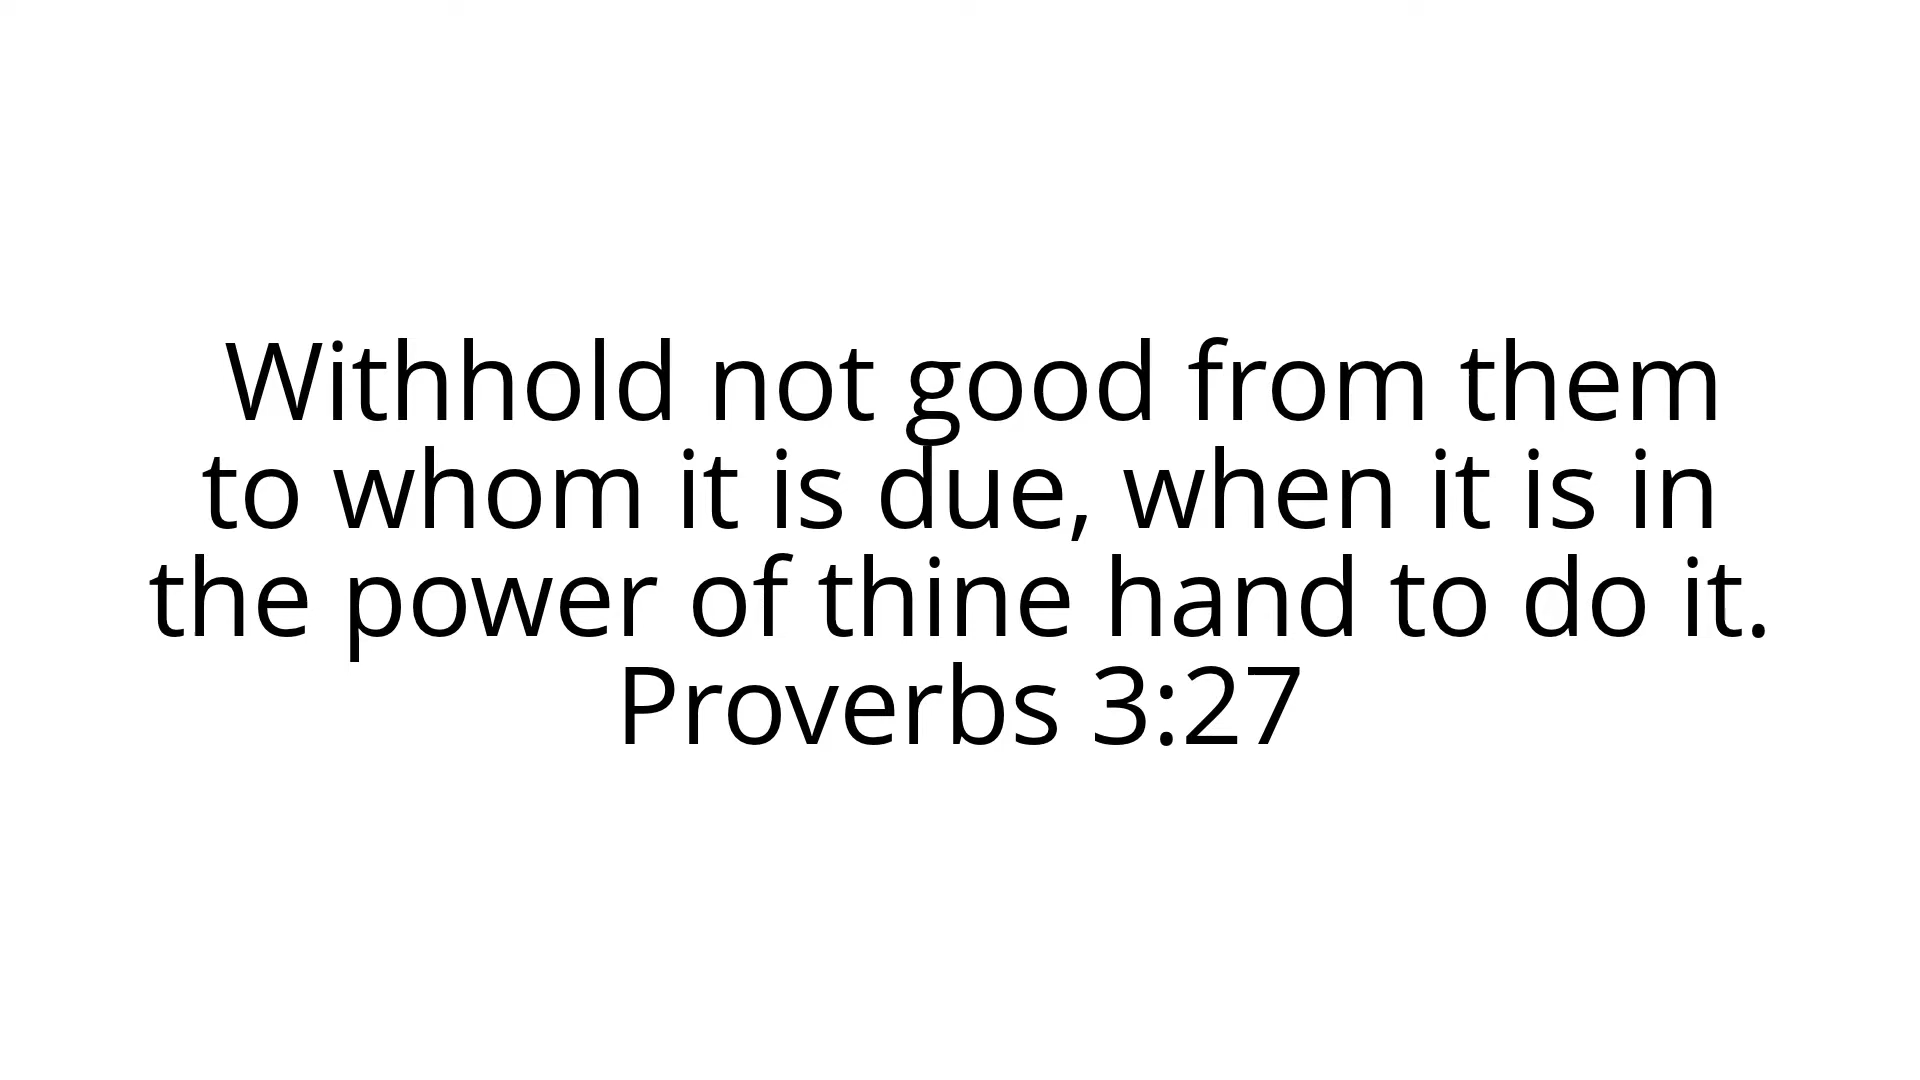 Withhold not good from them
to whom it is due, when it is in
the power of thine hand to do it.
Proverbs 3:27